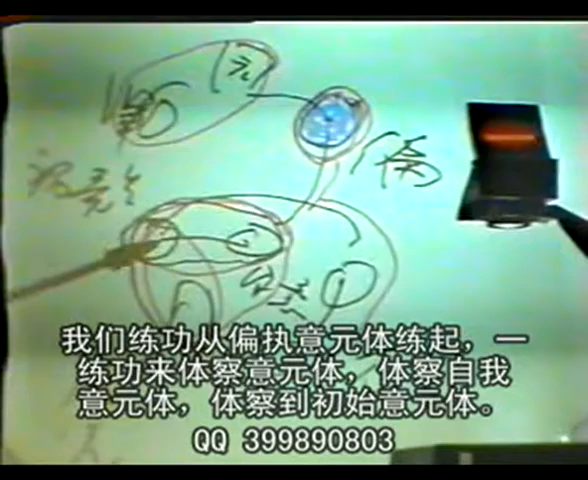 元
偏
我们练功从偏执意元体练起，一
练功来体察意元体，体察自我
意元体，体察到初始意元体。
QQ 399890803